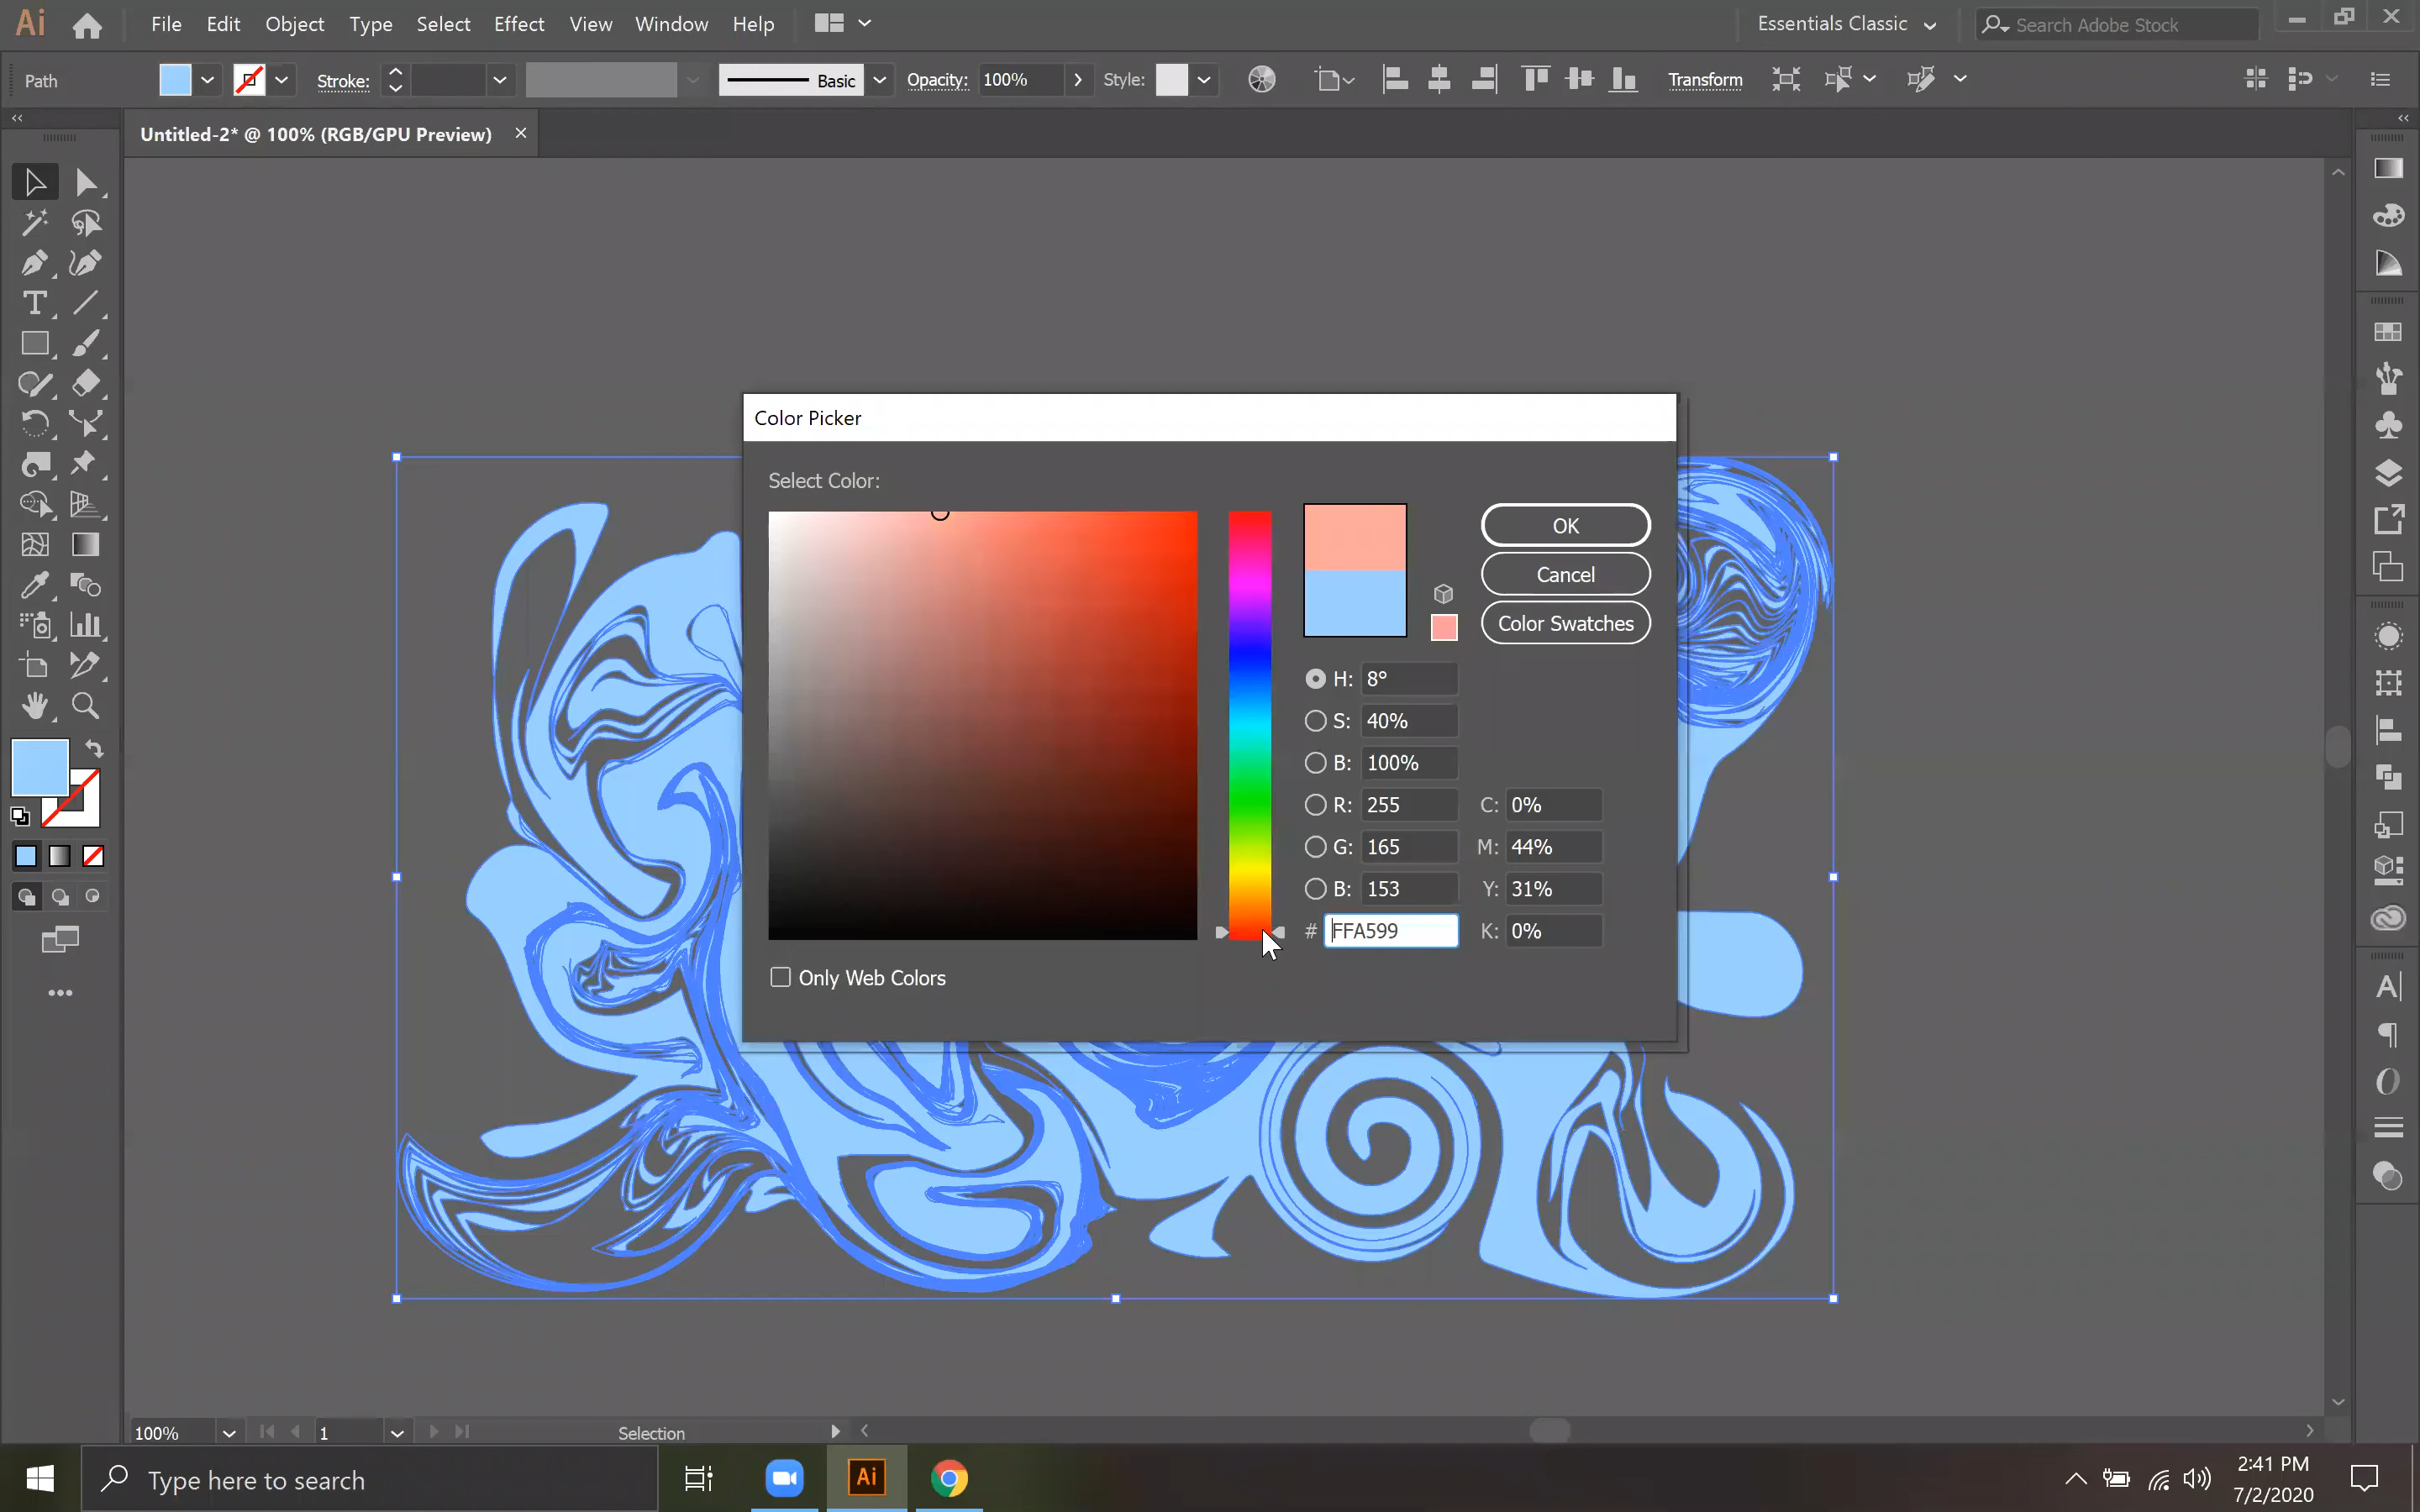 Ai File Edit Object Type Select Effect View Window Help Essentials Classic Search Adobe Stock
Path Stroke: Basic Opacity: 100% Style: Transform
Untitled-2* @ 100% (RGB/GPU Preview)
Color Picker
Select Color:
OK
Cancel
Color Swatches
H: 8°
S: 40%
B: 100%
R: 255 C: 0%
G: 165 M: 44%
B: 153 Y: 31%
# FFA599 K: 0%
Only Web Colors
100% 1 Selection
Type here to search Ai 2:41 PM
7/2/2020